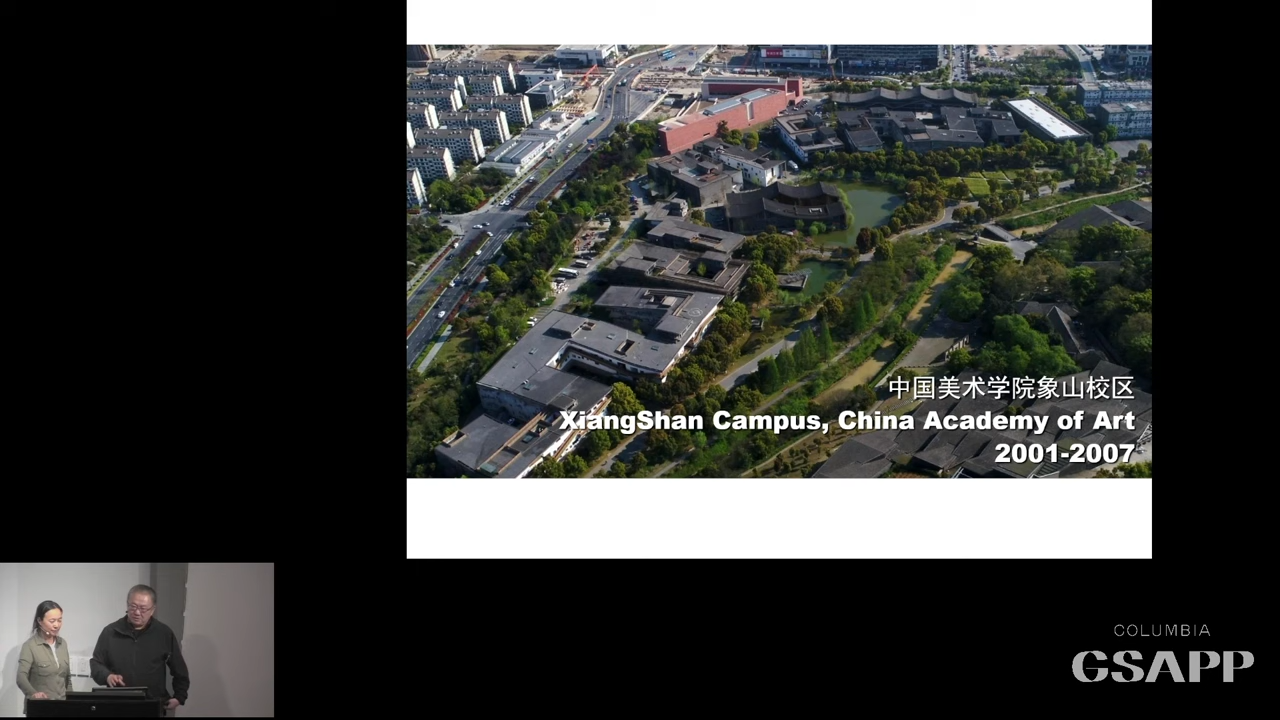 中国美术学院象山校区
XiangShan Campus, China Academy of Art
2001-2007
COLUMBIA
GSAPP